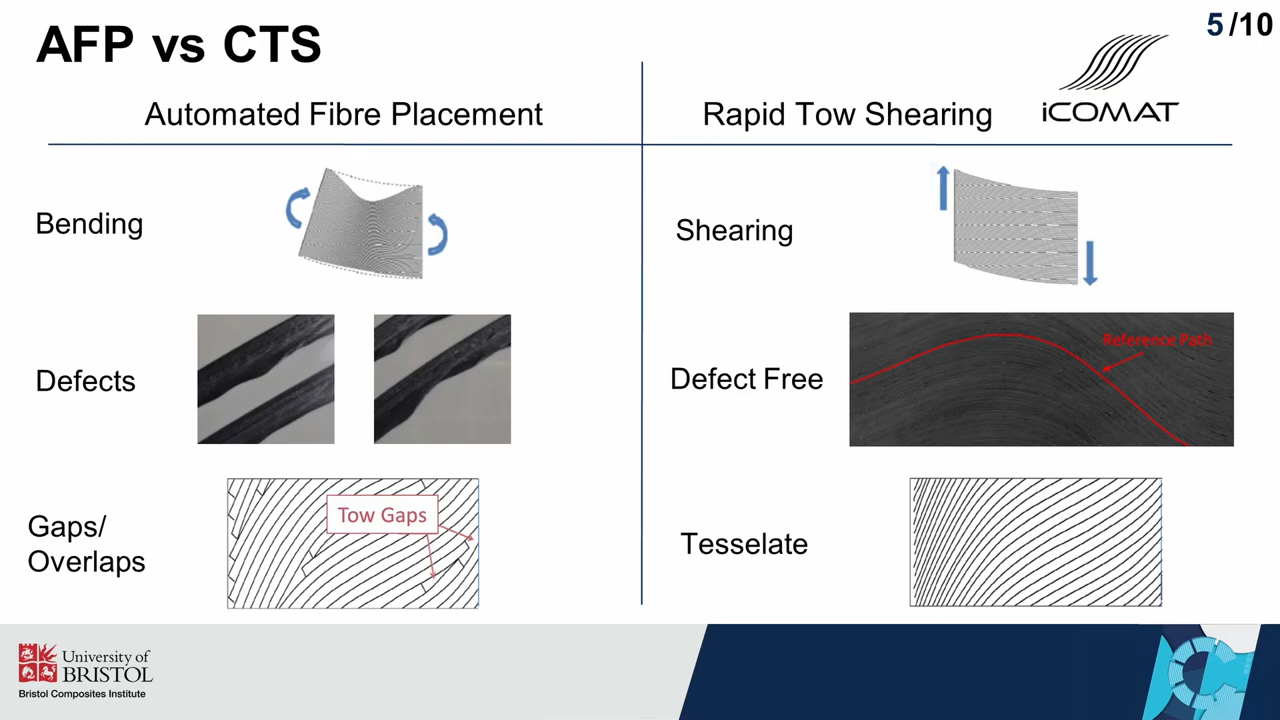 AFP vs CTS
5/10
Automated Fibre Placement
Rapid Tow Shearing
iCOMAT
Bending
Shearing
Defects
Defect Free
Reference Path
Gaps/
Overlaps
Tow Gaps
Tesselate
University of
BRISTOL
Bristol Composites Institute